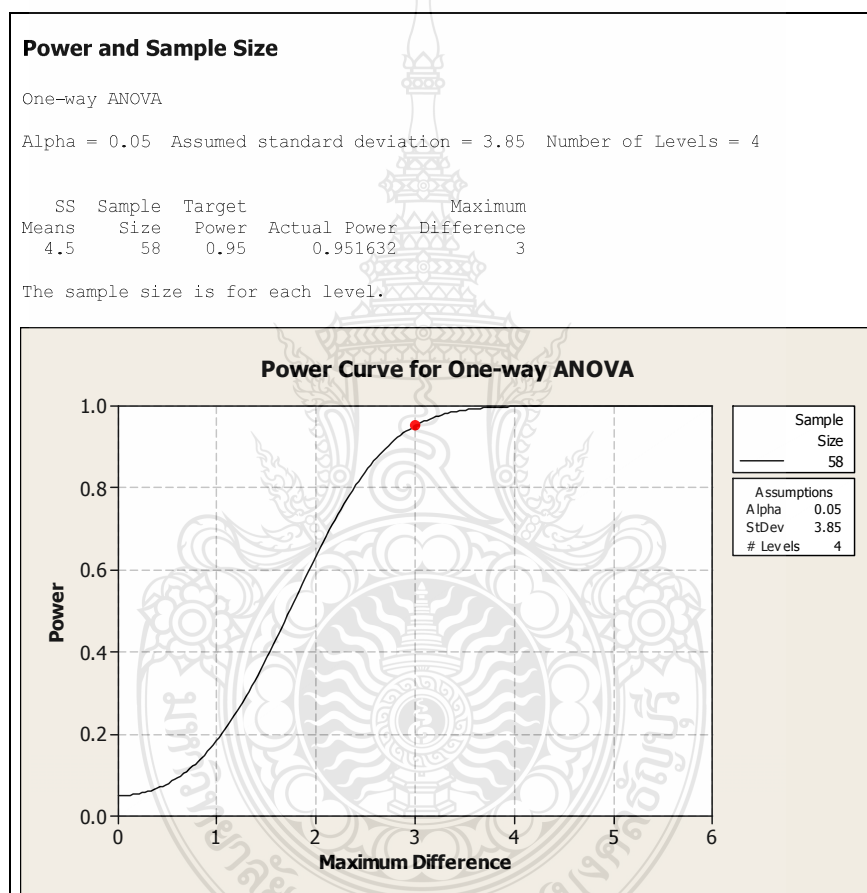 Power and Sample Size
One-way ANOVA
Alpha = 0.05 Assumed standard deviation = 3.85 Number of Levels = 4
SS Sample Target Maximum
Means Size Power Actual Power Difference
4.5 58 0.95 0.951632 3
The sample size is for each level.
Power Curve for One-way ANOVA
Sample
Size
58
Assumptions
Alpha 0.05
StDev 3.85
# Levels 4
Power
1.0
0.8
0.6
0.4
0.2
0.0
0 1 2 3 4 5 6
Maximum Difference